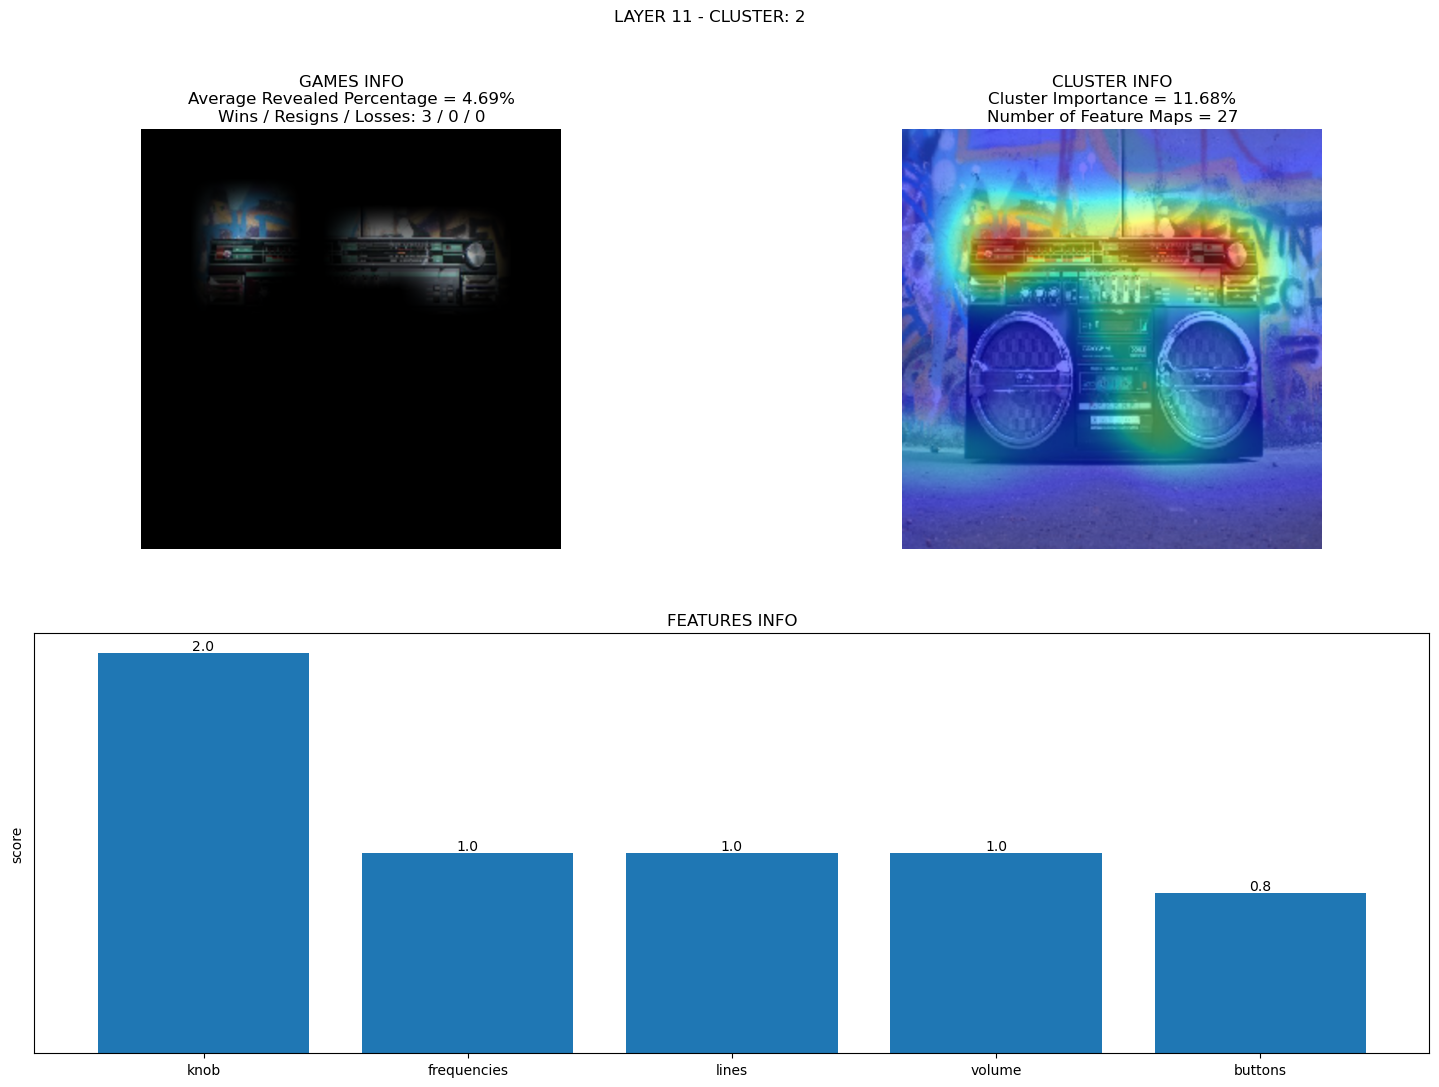 LAYER 11 - CLUSTER: 2
GAMES INFO
Average Revealed Percentage = 4.69%
Wins / Resigns / Losses: 3 / 0 / 0
CLUSTER INFO
Cluster Importance = 11.68%
Number of Feature Maps = 27
FEATURES INFO
score
2.0
1.0
1.0
1.0
0.8
knob
frequencies
lines
volume
buttons